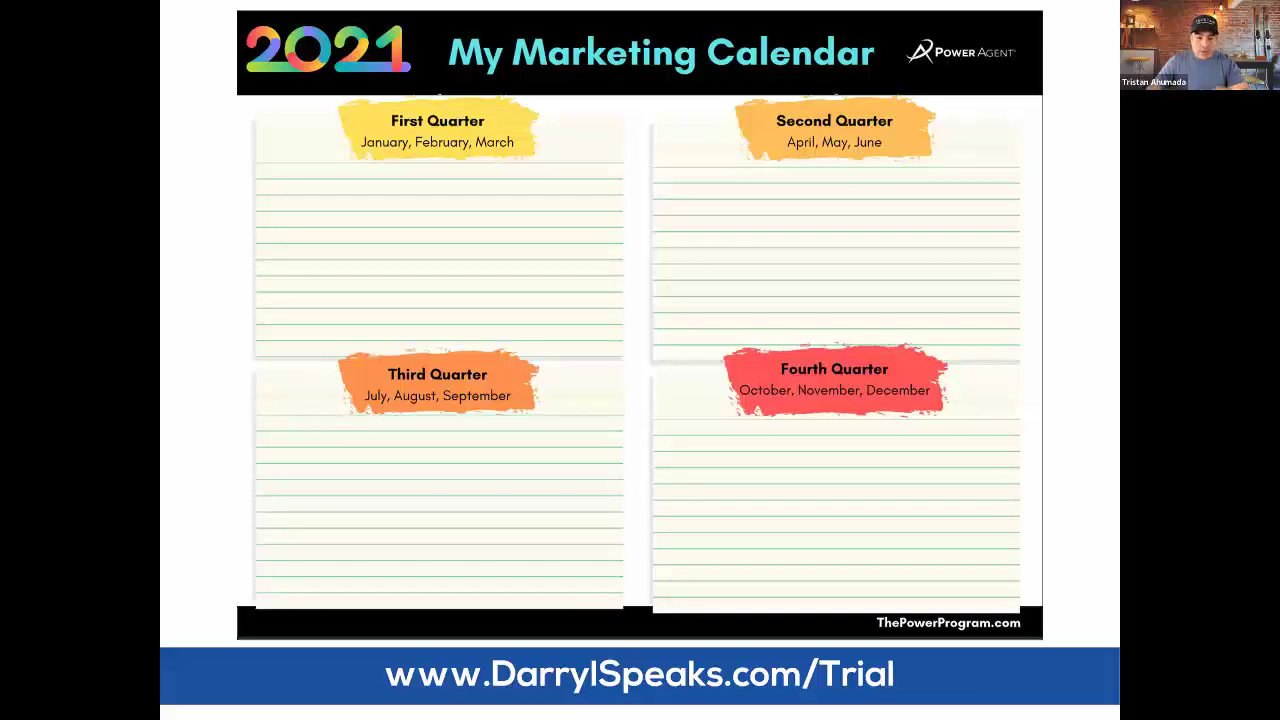 2021
My Marketing Calendar
POWER AGENT
Tristan Ahumada
First Quarter
January, February, March
Second Quarter
April, May, June
Third Quarter
July, August, September
Fourth Quarter
October, November, December
ThePowerProgram.com
www.DarrylSpeaks.com/Trial